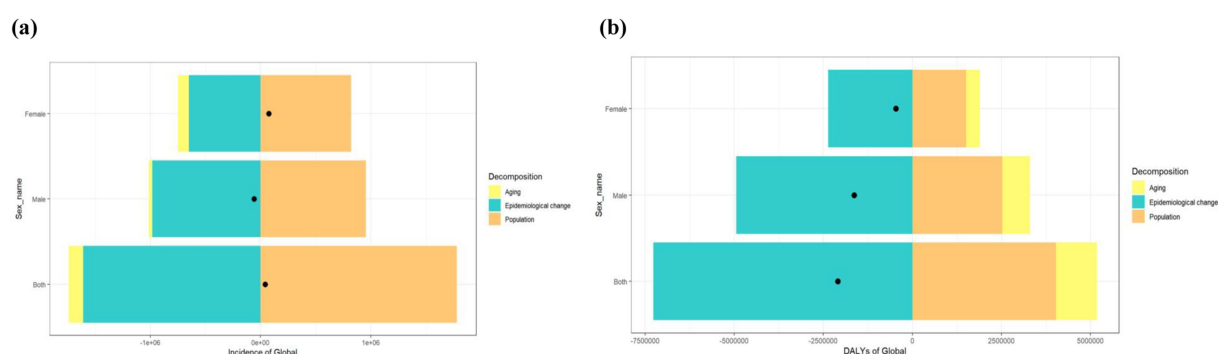 (a)
Sex_name
Female
Male
Both
-1e+06
0e+00
1e+06
Incidence of Global
Decomposition
Aging
Epidemiological change
Population
(b)
Sex_name
Female
Male
Both
-7500000
-5000000
-2500000
0
2500000
5000000
DALYs of Global
Decomposition
Aging
Epidemiological change
Population